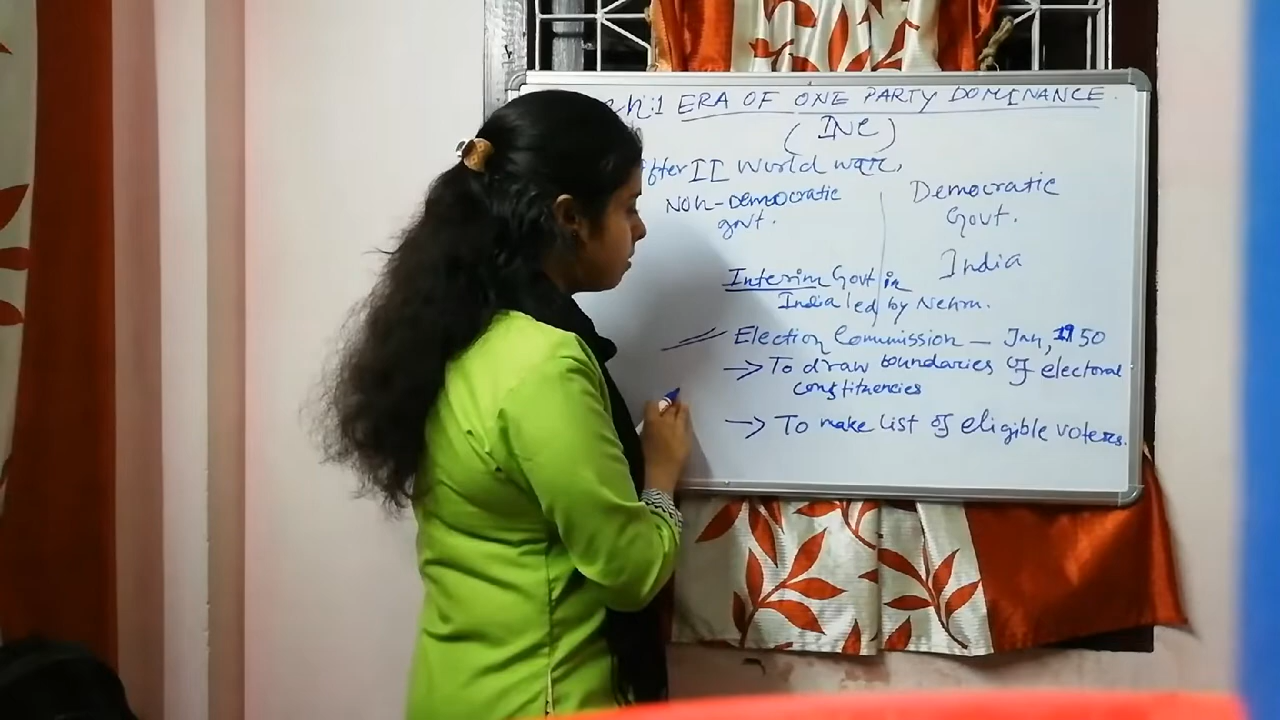 Ch:1 ERA OF ONE PARTY DOMINANCE.
(INC)
After II World war,
Non-Democratic govt.
Democratic Govt.
India
Interim Govt in
India led by Nehru.
Election Commission — Jan, 1950
→ To draw boundaries of electoral
constituencies
→ To make list of eligible voters.